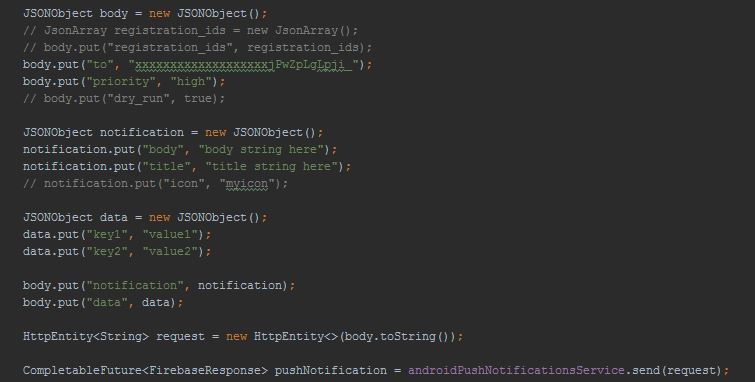 JSONObject body = new JSONObject();
// JsonArray registration_ids = new JsonArray();
// body.put("registration_ids", registration_ids);
body.put("to", "xxxxxxxxxxxxxxxxxxxjPwZpLgLpji_");
body.put("priority", "high");
// body.put("dry_run", true);
JSONObject notification = new JSONObject();
notification.put("body", "body string here");
notification.put("title", "title string here");
// notification.put("icon", "myicon");
JSONObject data = new JSONObject();
data.put("key1", "value1");
data.put("key2", "value2");
body.put("notification", notification);
body.put("data", data);
HttpEntity<String> request = new HttpEntity<>(body.toString());
CompletableFuture<FirebaseResponse> pushNotification = androidPushNotificationsService.send(request);